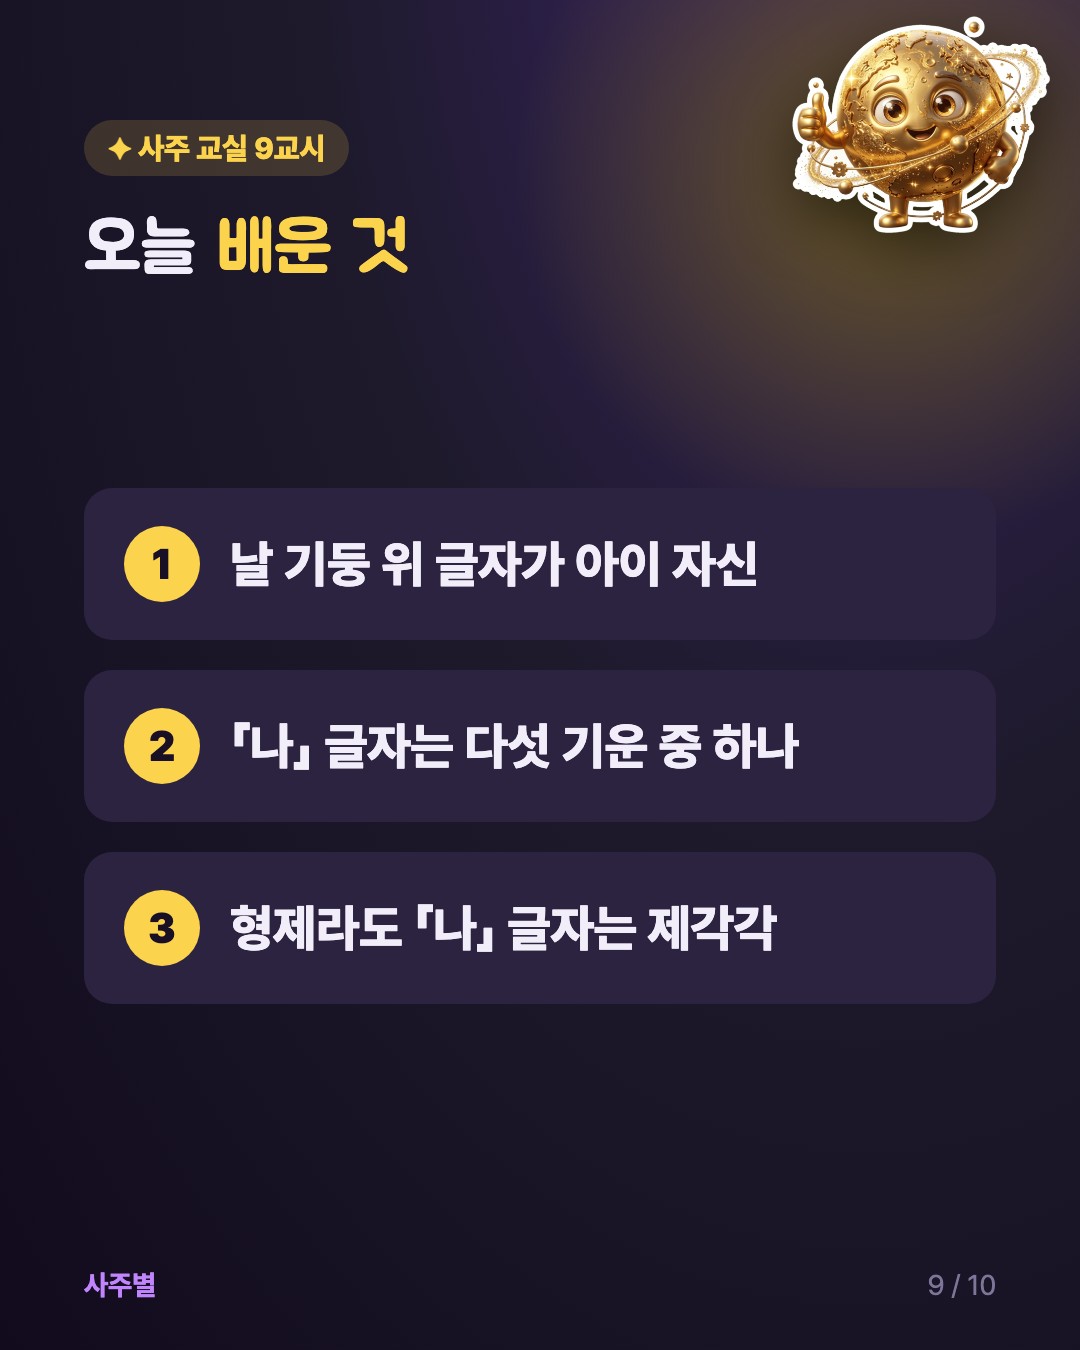 ✦ 사주 교실 9교시
오늘 배운 것
1 날 기둥 위 글자가 아이 자신
2 「나」 글자는 다섯 기운 중 하나
3 형제라도 「나」 글자는 제각각
사주별
9 / 10